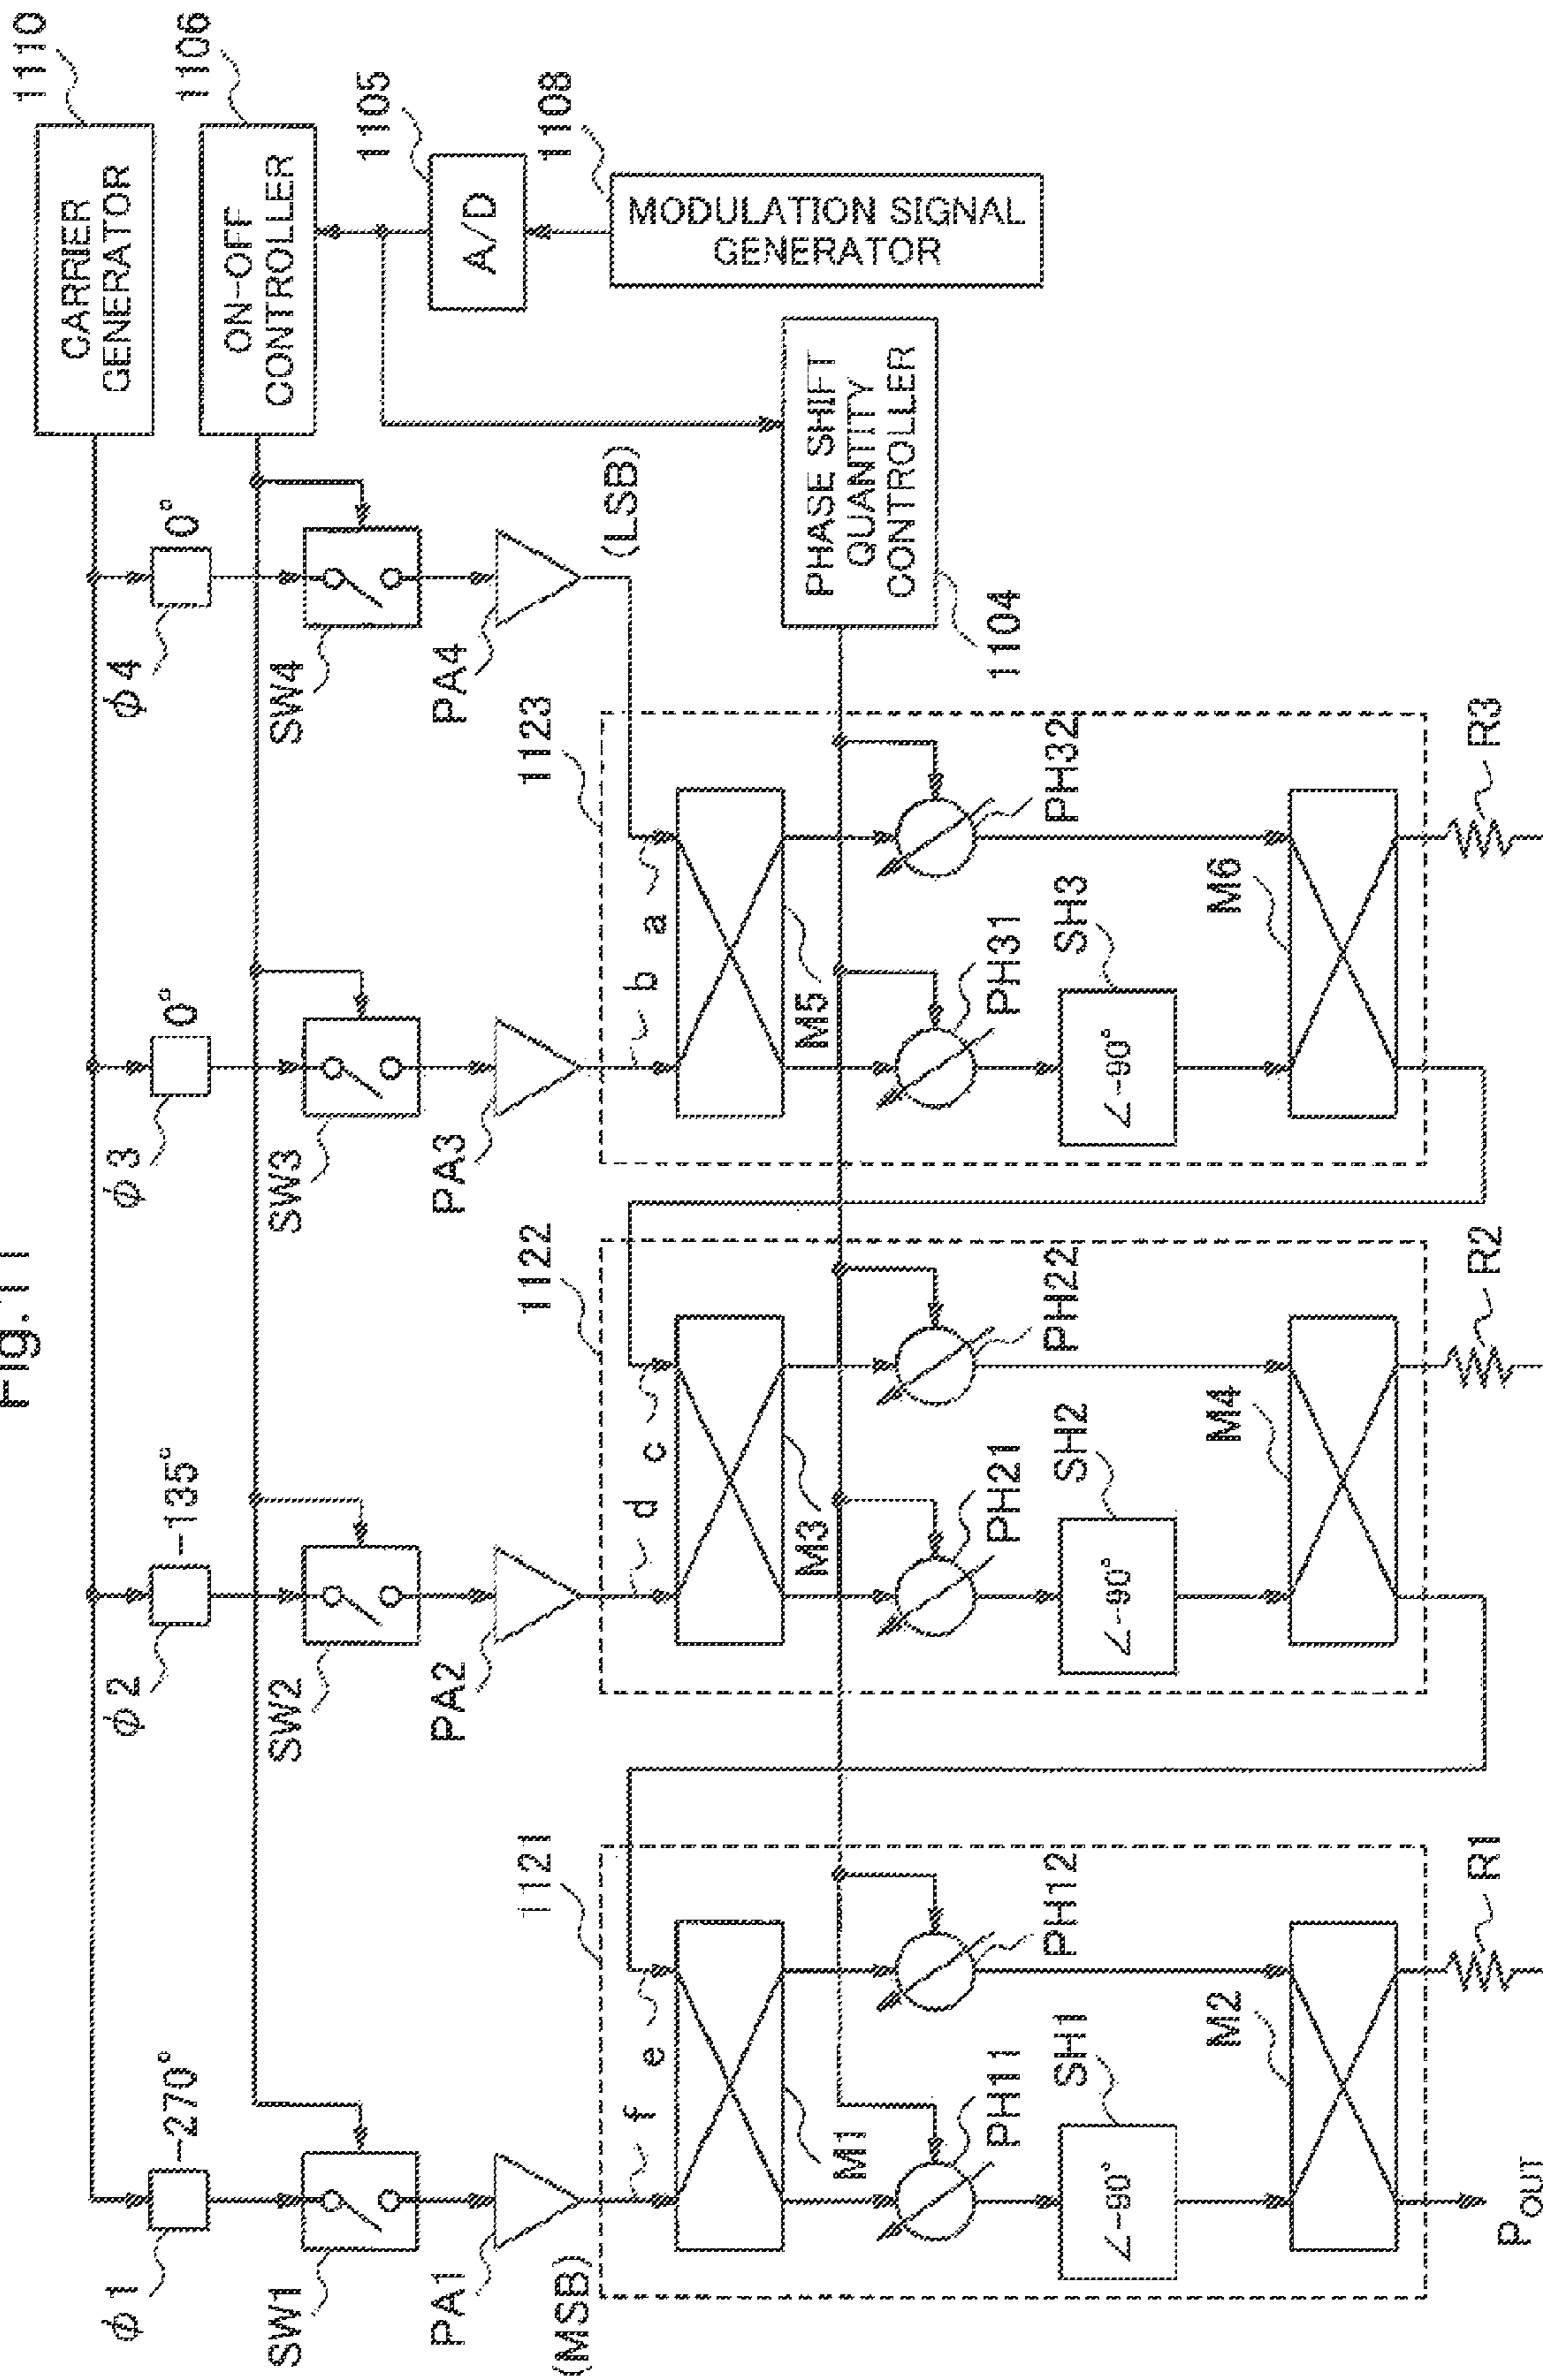 Fig. 11
CARRIER
GENERATOR
1110
ON-OFF
CONTROLLER
1106
A/D
1105
MODULATION SIGNAL
GENERATOR
1108
PHASE SHIFT
QUANTITY
CONTROLLER
1104
ϕ1
-270°
ϕ2
-135°
ϕ3
0°
ϕ4
0°
SW1
SW2
SW3
SW4
PA1
(MSB)
PA2
PA3
PA4
(LSB)
1121
f
e
M1
PH11
PH12
SH1
∠-90°
M2
R1
POUT
1122
d
c
M3
PH21
PH22
SH2
∠-90°
M4
R2
1123
b
a
M5
PH31
PH32
SH3
∠-90°
M6
R3